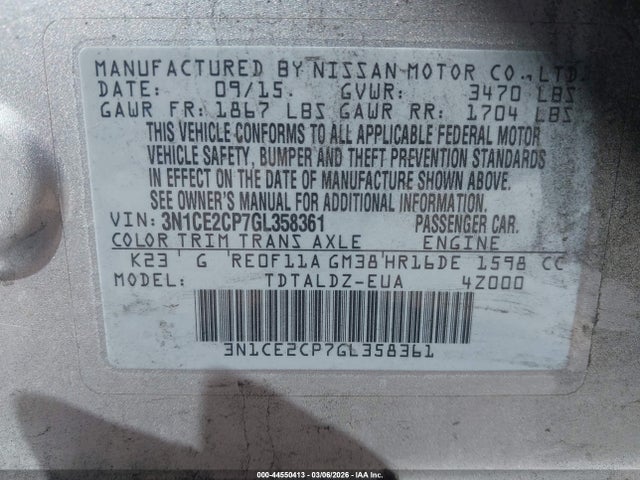 MANUFACTURED BY NISSAN MOTOR CO., LTD.
DATE: 09/15. GVWR: 3470 LBS
GAWR FR: 1867 LBS GAWR RR: 1704 LBS
THIS VEHICLE CONFORMS TO ALL APPLICABLE FEDERAL MOTOR
VEHICLE SAFETY, BUMPER AND THEFT PREVENTION STANDARDS
IN EFFECT ON THE DATE OF MANUFACTURE SHOWN ABOVE.
SEE OWNER'S MANUAL FOR ADDITIONAL INFORMATION.
VIN: 3N1CE2CP7GL358361 PASSENGER CAR.
COLOR TRIM TRANS AXLE ENGINE
K23 G RE0F11A GM38 HR16DE 1598 CC
MODEL: TDTALDZ-EUA 4Z000
3N1CE2CP7GL358361
000-44550413 - 03/06/2026 - IAA Inc.